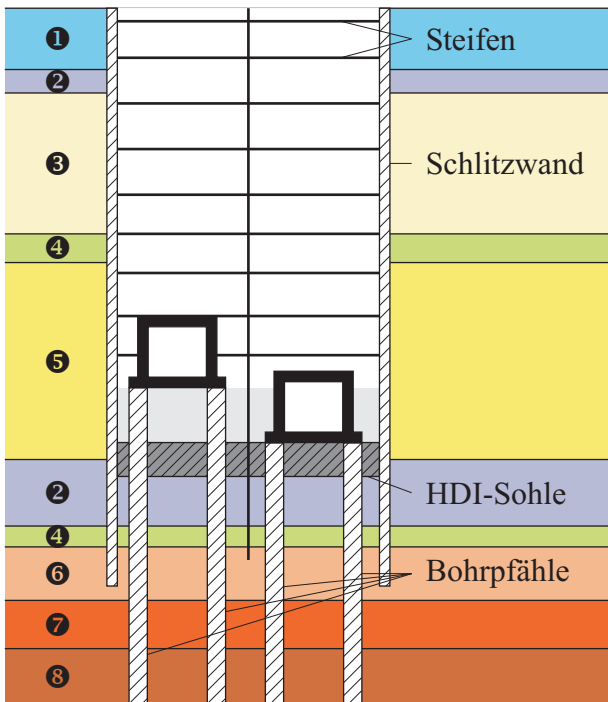 ❶ Steifen
❷
❸ Schlitzwand
❹
❺
❷ HDI-Sohle
❹
❻ Bohrpfähle
❼
❽